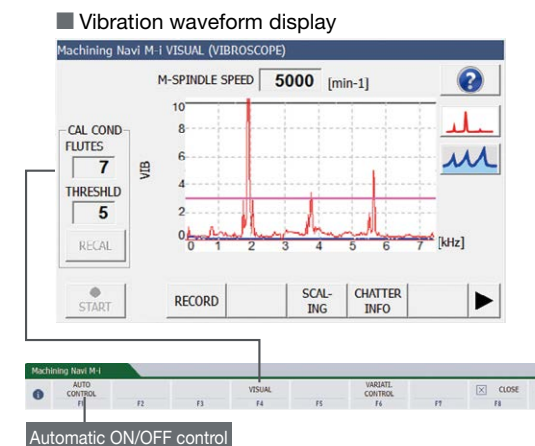 ■ Vibration waveform display
Machining Navi M-i VISUAL (VIBROSCOPE)
M-SPINDLE SPEED 5000 [min-1]
?
CAL COND
FLUTES
7
THRESHLD
5
RECAL
START
VIB
10
8
6
4
2
0
0 1 2 3 4 5 6 7 [kHz]
RECORD
SCAL-
ING
CHATTER
INFO
Machining Navi M-i
AUTO
CONTROL
VISUAL
VARIATI.
CONTROL
CLOSE
F1 F2 F3 F4 F5 F6 F7 F8
Automatic ON/OFF control